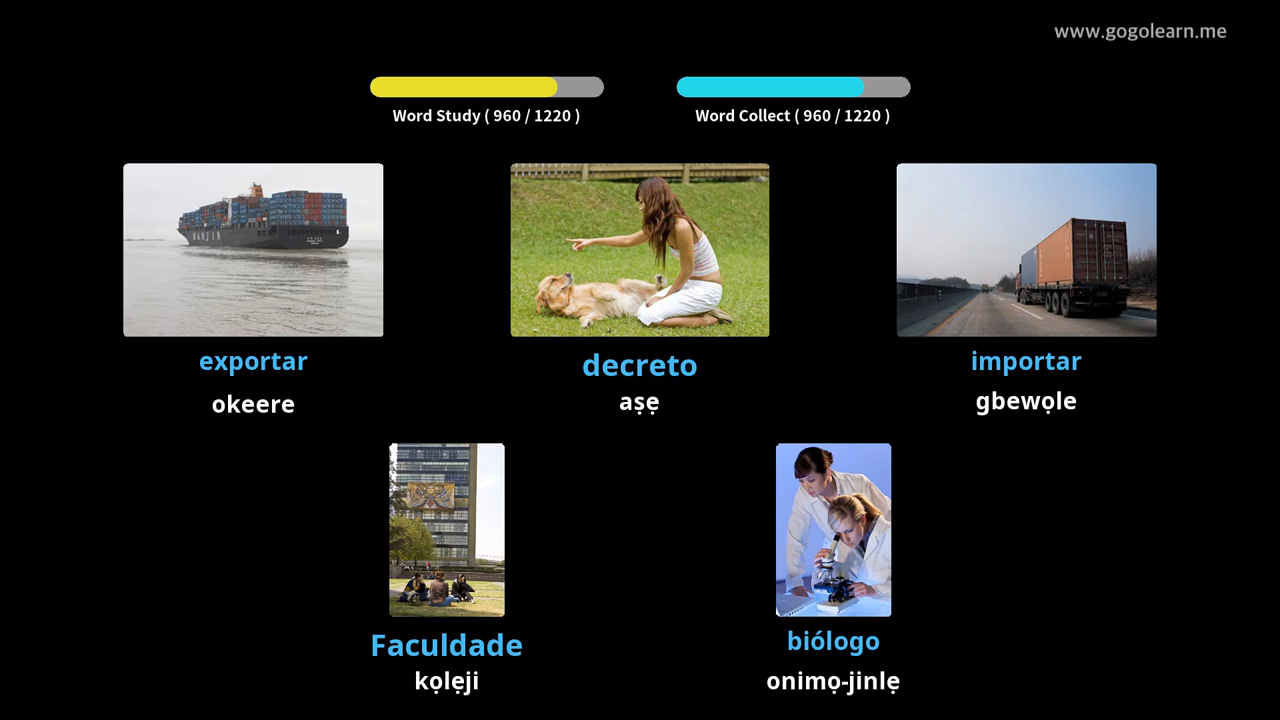 www.gogolearn.me
Word Study ( 960 / 1220 )
Word Collect ( 960 / 1220 )
HANJIN
exportar
decreto
importar
okeere
aṣẹ
gbewọle
Faculdade
biólogo
kọlẹji
onimọ-jinlẹ